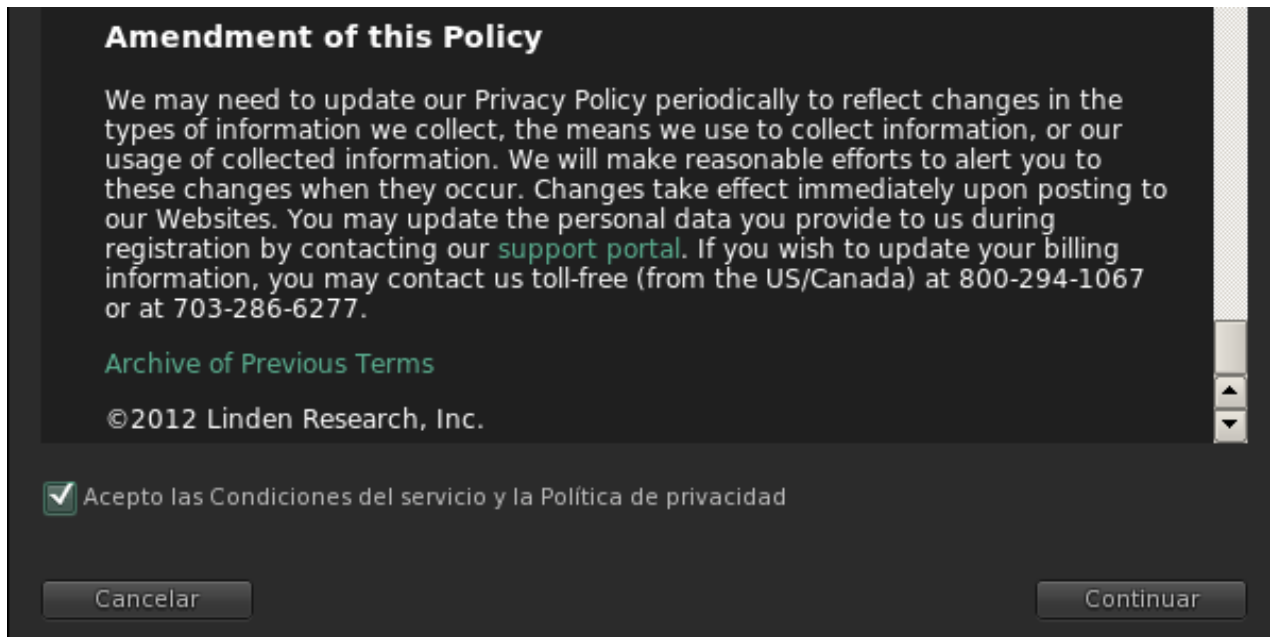 Amendment of this Policy
We may need to update our Privacy Policy periodically to reflect changes in the
types of information we collect, the means we use to collect information, or our
usage of collected information. We will make reasonable efforts to alert you to
these changes when they occur. Changes take effect immediately upon posting to
our Websites. You may update the personal data you provide to us during
registration by contacting our support portal. If you wish to update your billing
information, you may contact us toll-free (from the US/Canada) at 800-294-1067
or at 703-286-6277.
Archive of Previous Terms
©2012 Linden Research, Inc.
Acepto las Condiciones del servicio y la Política de privacidad
Cancelar
Continuar